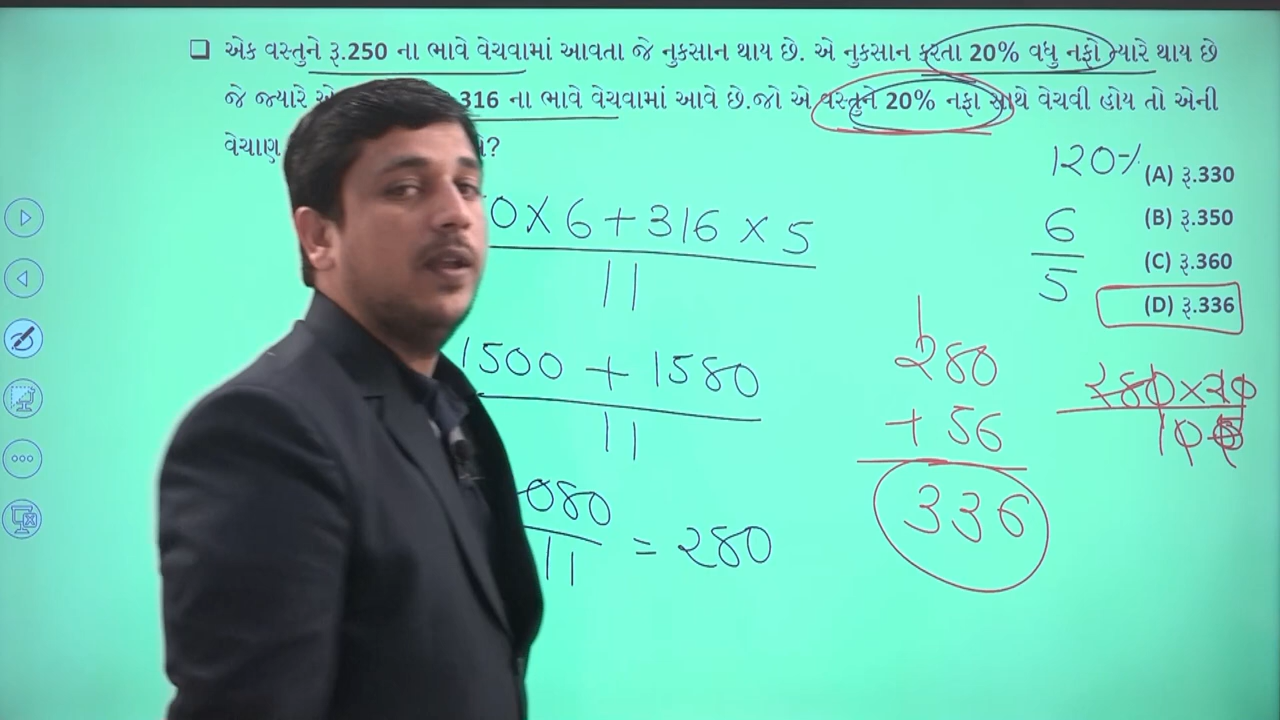 એક વસ્તુને રૂ.250 ના ભાવે વેચવામાં આવતા જે નુકસાન થાય છે. એ નુકસાન કરતા 20% વધુ નફો ત્યારે થાય છે
જે જ્યારે 316 ના ભાવે વેચવામાં આવે છે.જો એ વસ્તુને 20% નફા સાથે વેચવી હોય તો એની
વેચાણ
120%
(A) રૂ.330
0 X 6 + 316 X 5
11
6
5
(B) રૂ.350
(C) રૂ.360
(D) રૂ.336
1500 + 1580
11
280
+ 56
336
280 X 20
100
080
11
= 280